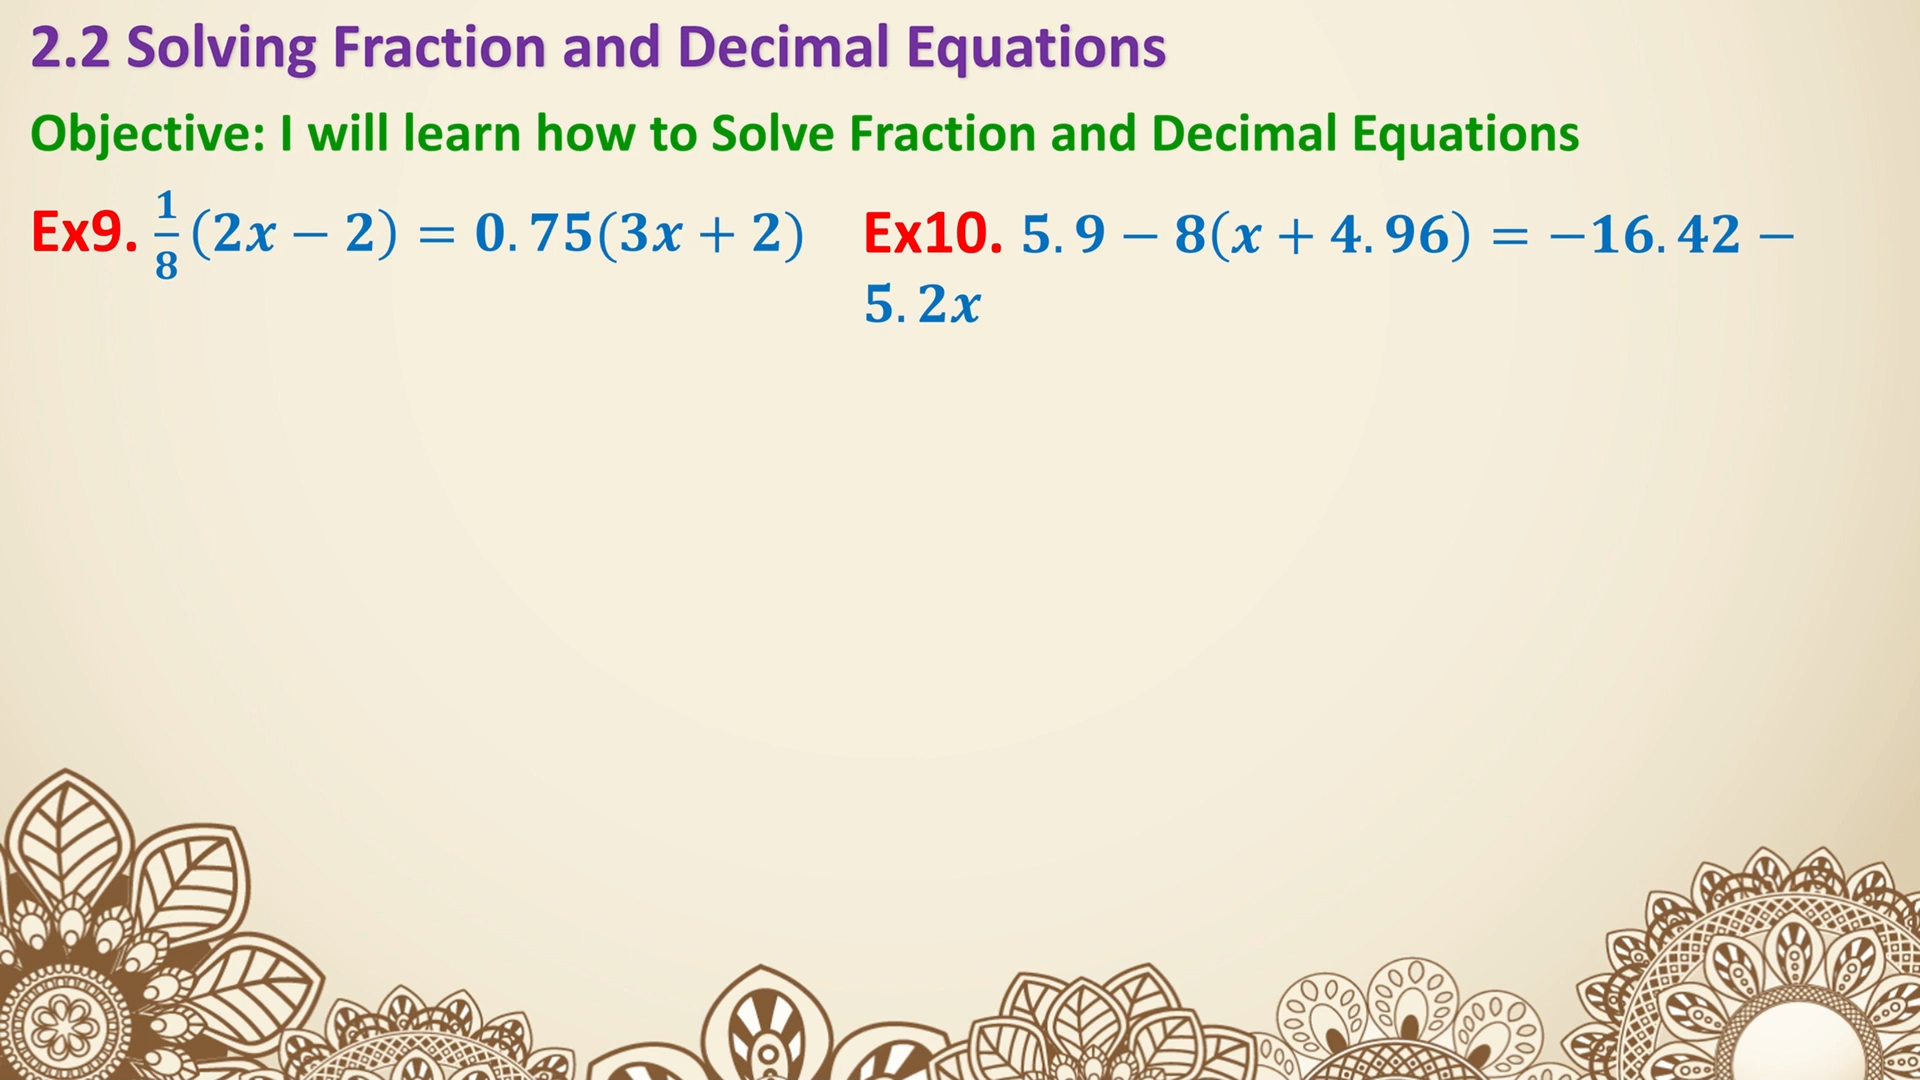 2.2 Solving Fraction and Decimal Equations
Objective: I will learn how to Solve Fraction and Decimal Equations
Ex9. 1/8 (2x − 2) = 0.75(3x + 2)
Ex10. 5.9 − 8(x + 4.96) = −16.42 −
5.2x